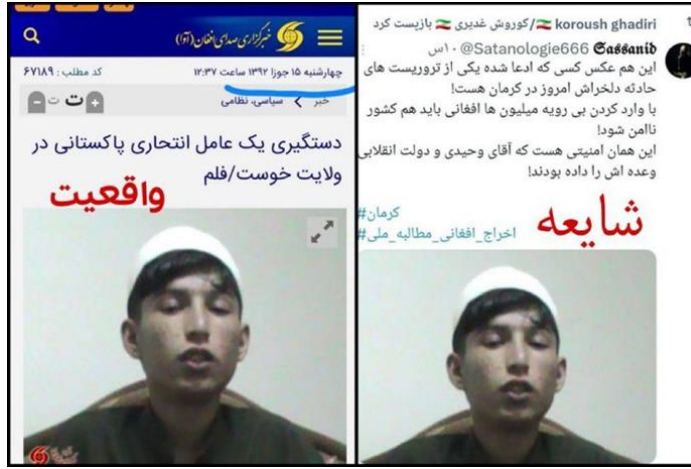 خبرگزاری صدای افغان(آوا)
چهارشنبه ۱۵ جوزا ۱۳۹۲ ساعت ۱۲:۳۷
کد مطلب : ۶۷۱۸۹
خبر
سیاسی، نظامی
ت ت
دستگیری یک عامل انتحاری پاکستانی در
ولایت خوست/فلم
واقعیت
koroush ghadiri/کوروش غدیری بازپست کرد
Sassanid @Satanologie666 ۱۰س
این هم عکس کسی که ادعا شده یکی از تروریست های
حادثه دلخراش امروز در کرمان هست!
با وارد کردن بی رویه میلیون ها افغانی باید هم کشور
ناامن شود!
این همان امنیتی هست که آقای وحیدی و دولت انقلابی
وعده اش را داده بودند!
شایعه
#کرمان
#اخراج_افغانی_مطالبه_ملی